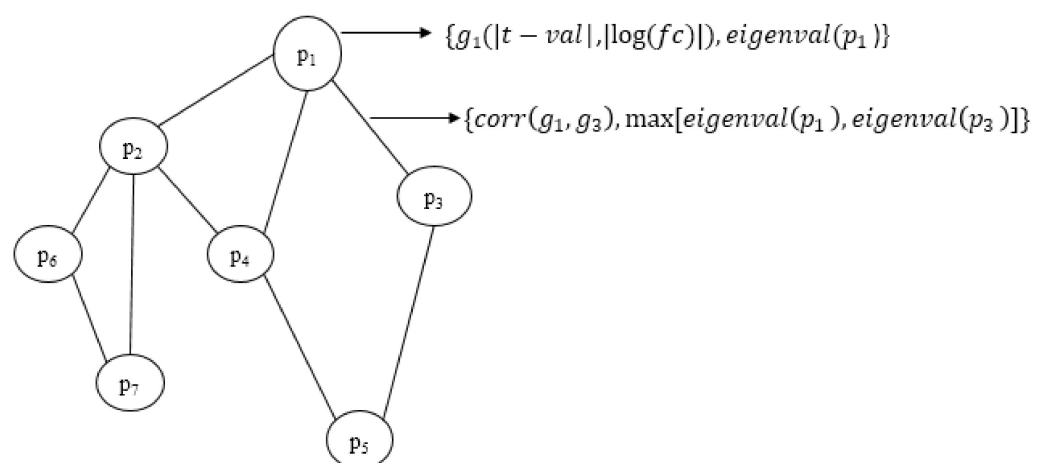 p₁
{g₁(|t − val|,|log(fc)|), eigenval(p₁)}
{corr(g₁, g₃), max[eigenval(p₁), eigenval(p₃)]}
p₂
p₃
p₆
p₄
p₇
p₅